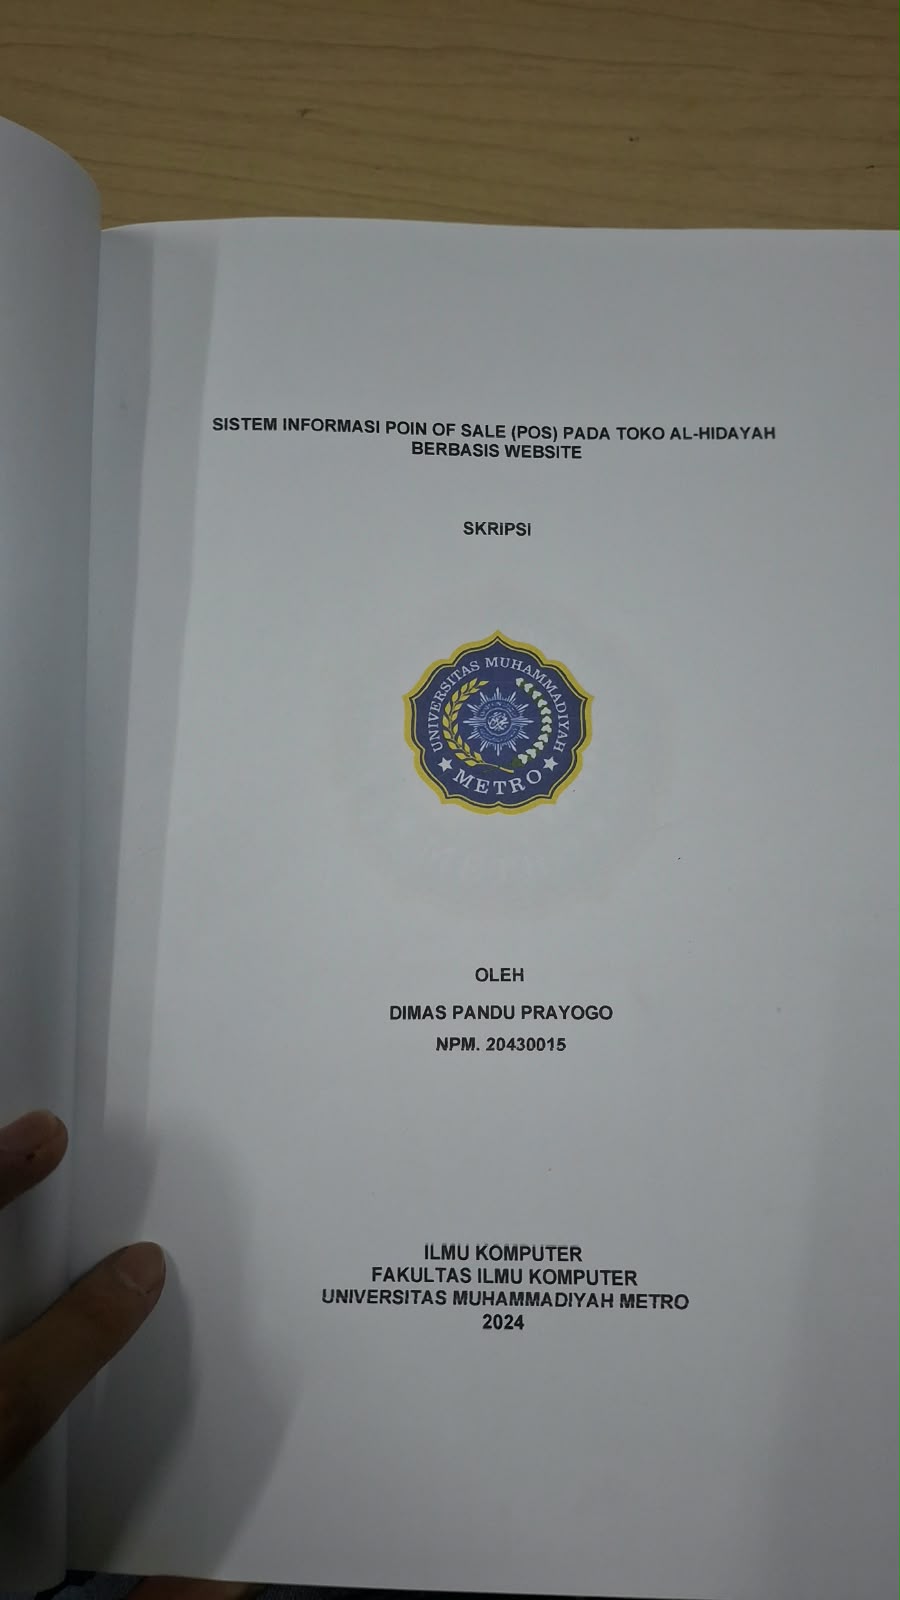 SISTEM INFORMASI POIN OF SALE (POS) PADA TOKO AL-HIDAYAH
BERBASIS WEBSITE
SKRIPSI
UNIVERSITAS MUHAMMADIYAH
METRO
OLEH
DIMAS PANDU PRAYOGO
NPM. 20430015
ILMU KOMPUTER
FAKULTAS ILMU KOMPUTER
UNIVERSITAS MUHAMMADIYAH METRO
2024